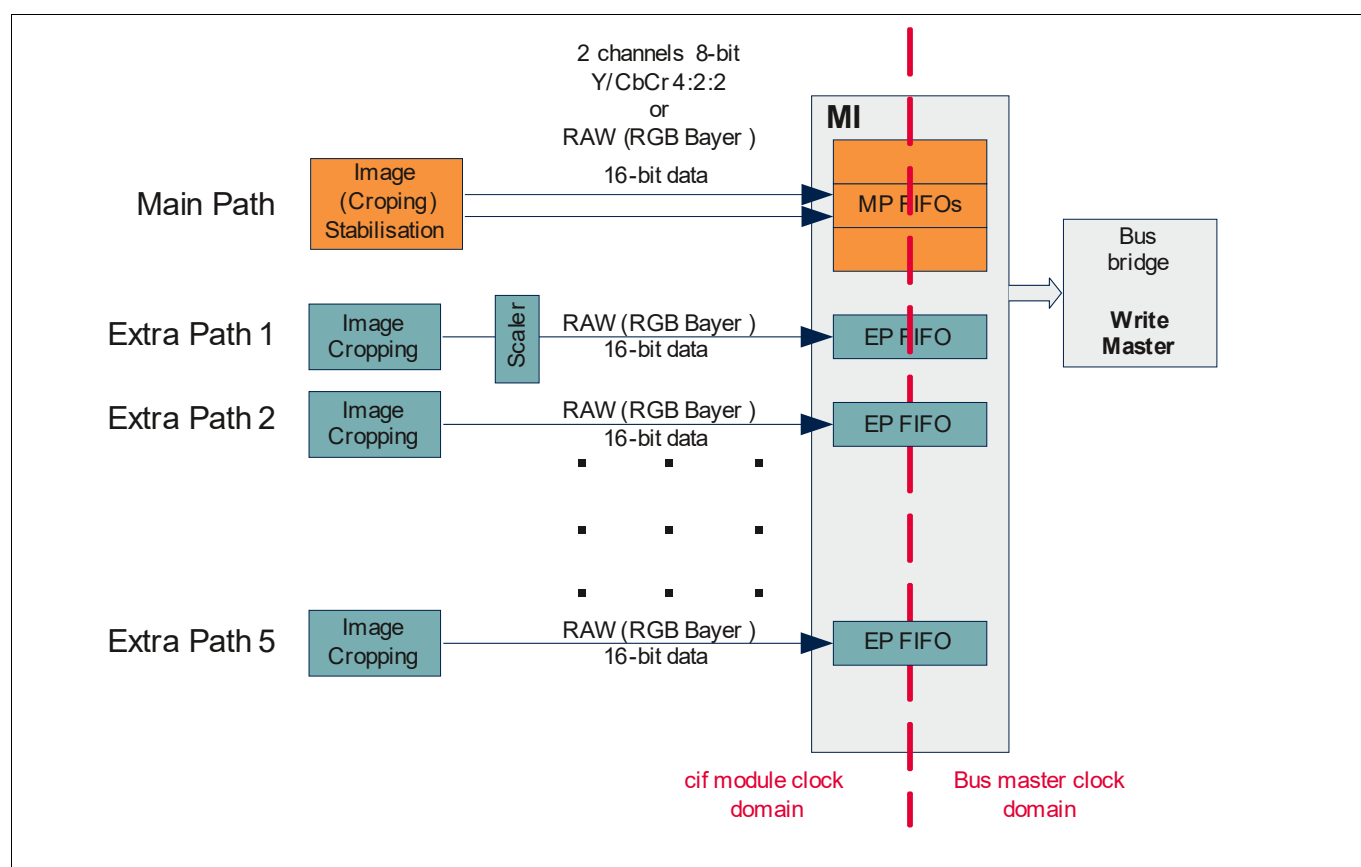 2 channels 8-bit
Y/CbCr 4:2:2
or
RAW (RGB Bayer )
16-bit data
MI
Main Path
Image
(Croping)
Stabilisation
MP FIFOs
Bus
bridge
Write
Master
Extra Path 1
Image
Cropping
Scaler
RAW (RGB Bayer )
16-bit data
EP FIFO
Extra Path 2
Image
Cropping
RAW (RGB Bayer )
16-bit data
EP FIFO
Extra Path 5
Image
Cropping
RAW (RGB Bayer )
16-bit data
EP FIFO
cif module clock
domain
Bus master clock
domain